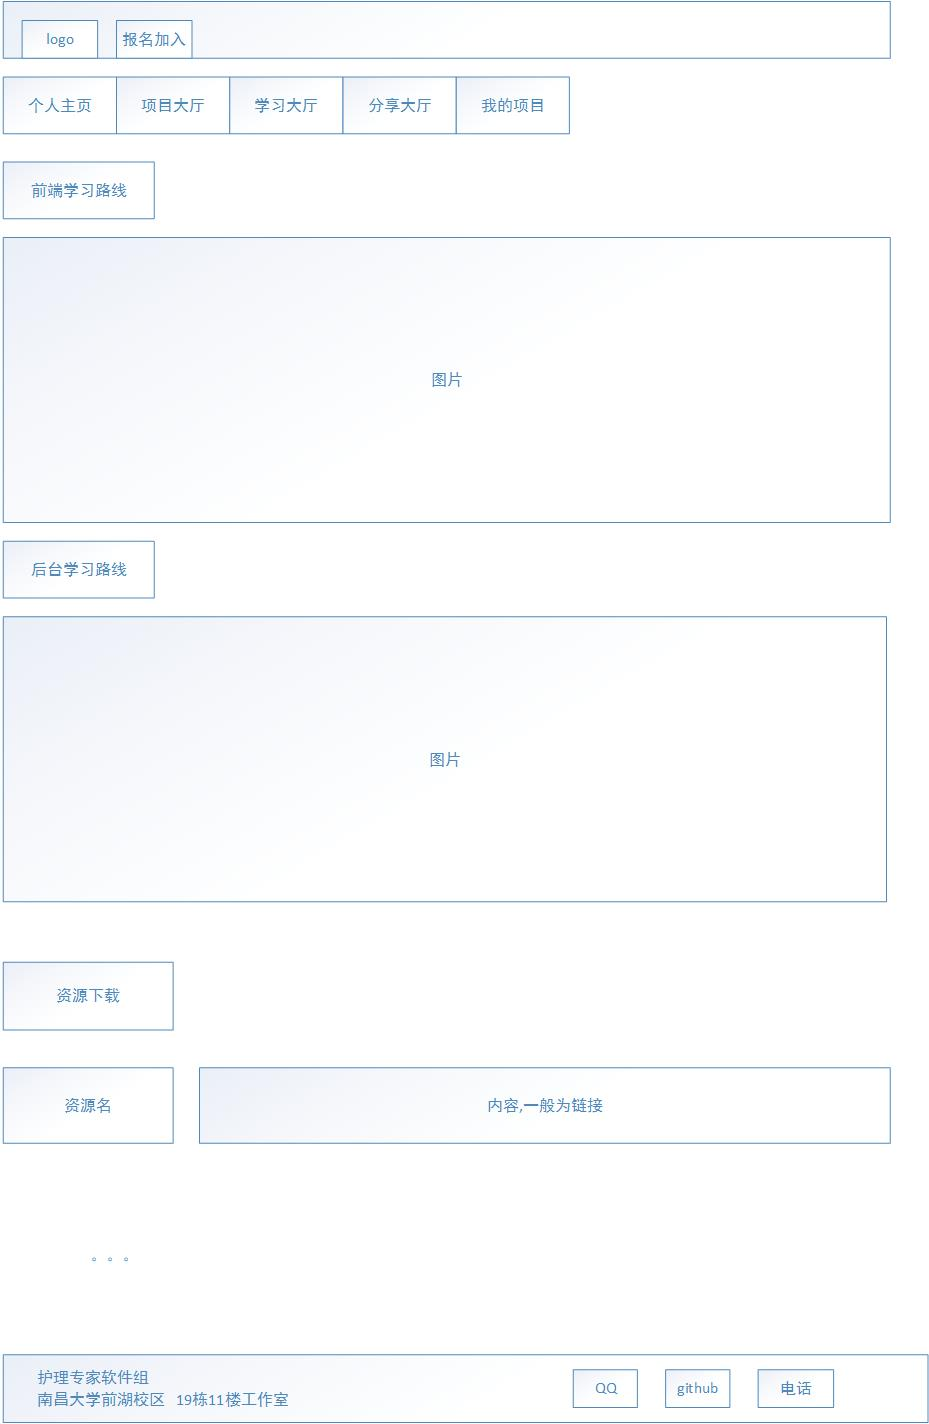 logo
报名加入
个人主页
项目大厅
学习大厅
分享大厅
我的项目
前端学习路线
图片
后台学习路线
图片
资源下载
资源名
内容,一般为链接
。。。
护理专家软件组
南昌大学前湖校区 19栋11楼工作室
QQ
github
电话